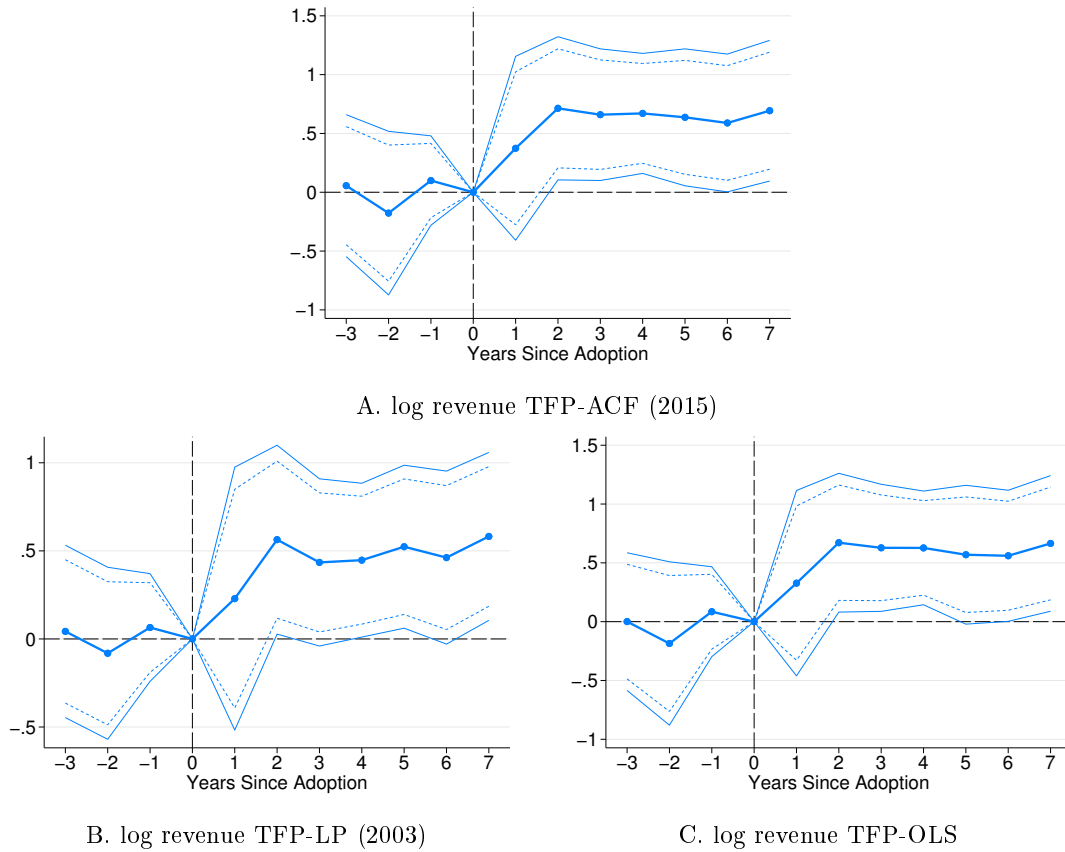 1.5
1
.5
0
−.5
−1
−3 −2 −1 0 1 2 3 4 5 6 7
Years Since Adoption
A. log revenue TFP-ACF (2015)
1
.5
0
−.5
−3 −2 −1 0 1 2 3 4 5 6 7
Years Since Adoption
B. log revenue TFP-LP (2003)
1.5
1
.5
0
−.5
−1
−3 −2 −1 0 1 2 3 4 5 6 7
Years Since Adoption
C. log revenue TFP-OLS